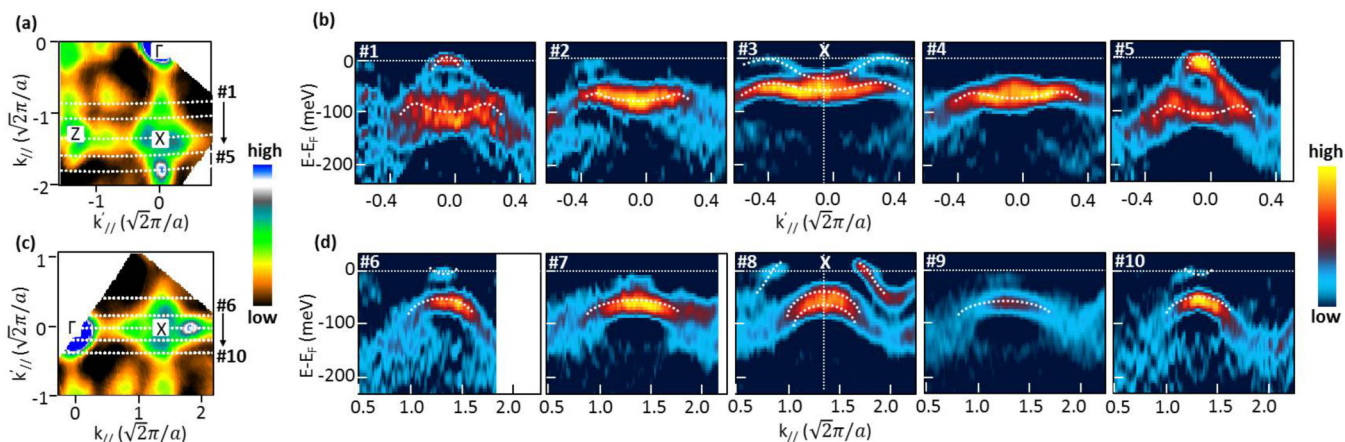 (a)
0
-1
-2
k// (√2π/a)
Γ
Z
X
#1
#5
-1
0
k'// (√2π/a)
high
low
(b)
#1
#2
#3
X
#4
#5
0
-100
-200
E-EF (meV)
-0.4 0.0 0.4
-0.4 0.0 0.4
-0.4 0.0 0.4
-0.4 0.0 0.4
-0.4 0.0 0.4
k'// (√2π/a)
high
low
(c)
1
0
-1
k'// (√2π/a)
Γ
X
#6
#10
0
1
2
k// (√2π/a)
(d)
#6
#7
#8
X
#9
#10
0
-100
-200
E-EF (meV)
0.5 1.0 1.5
0.5 1.0 1.5 2.0
0.5 1.0 1.5 2.0
0.5 1.0 1.5 2.0
0.5 1.0 1.5 2.0
k// (√2π/a)